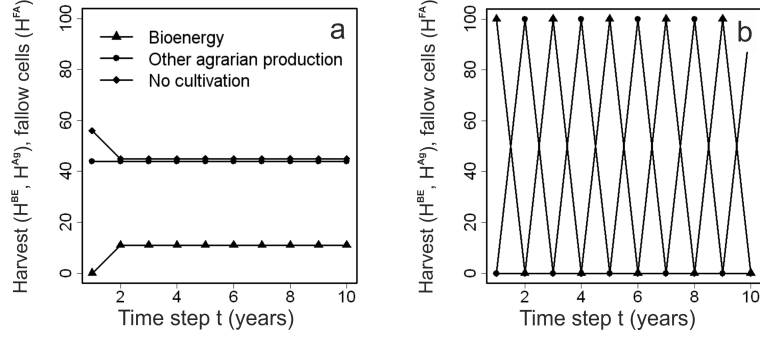 a
Bioenergy
Other agrarian production
No cultivation
Harvest (H^BE, H^Ag), fallow cells (H^FA)
0 20 40 60 80 100
2 4 6 8 10
Time step t (years)
b
Harvest (H^BE, H^Ag), fallow cells (H^FA)
0 20 40 60 80 100
2 4 6 8 10
Time step t (years)